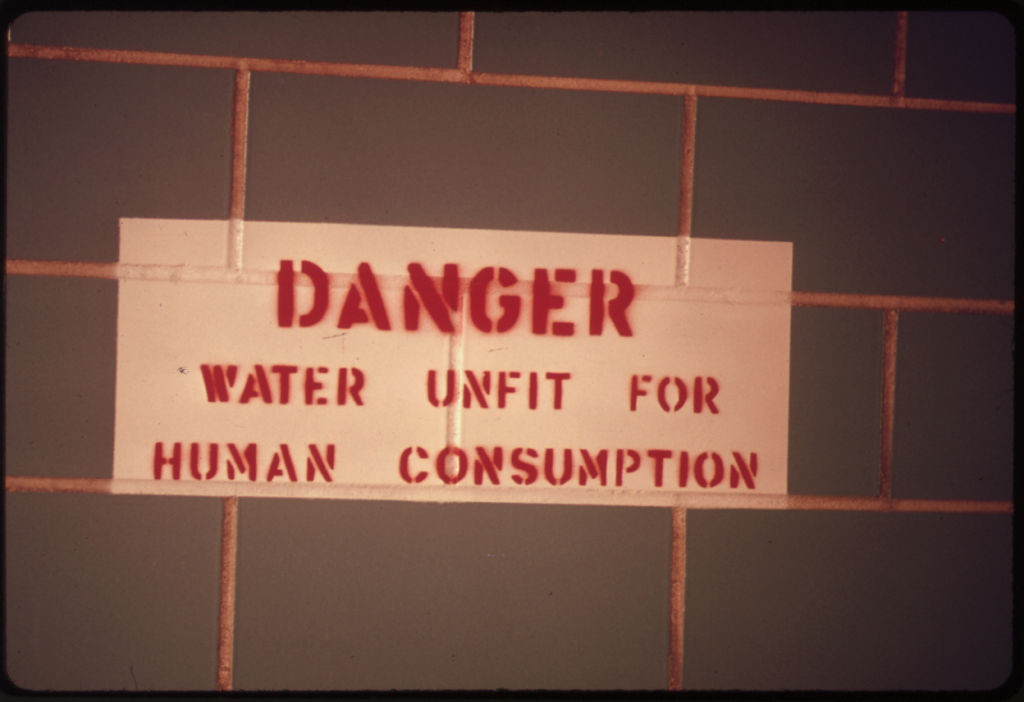 DANGER
WATER UNFIT FOR
HUMAN CONSUMPTION